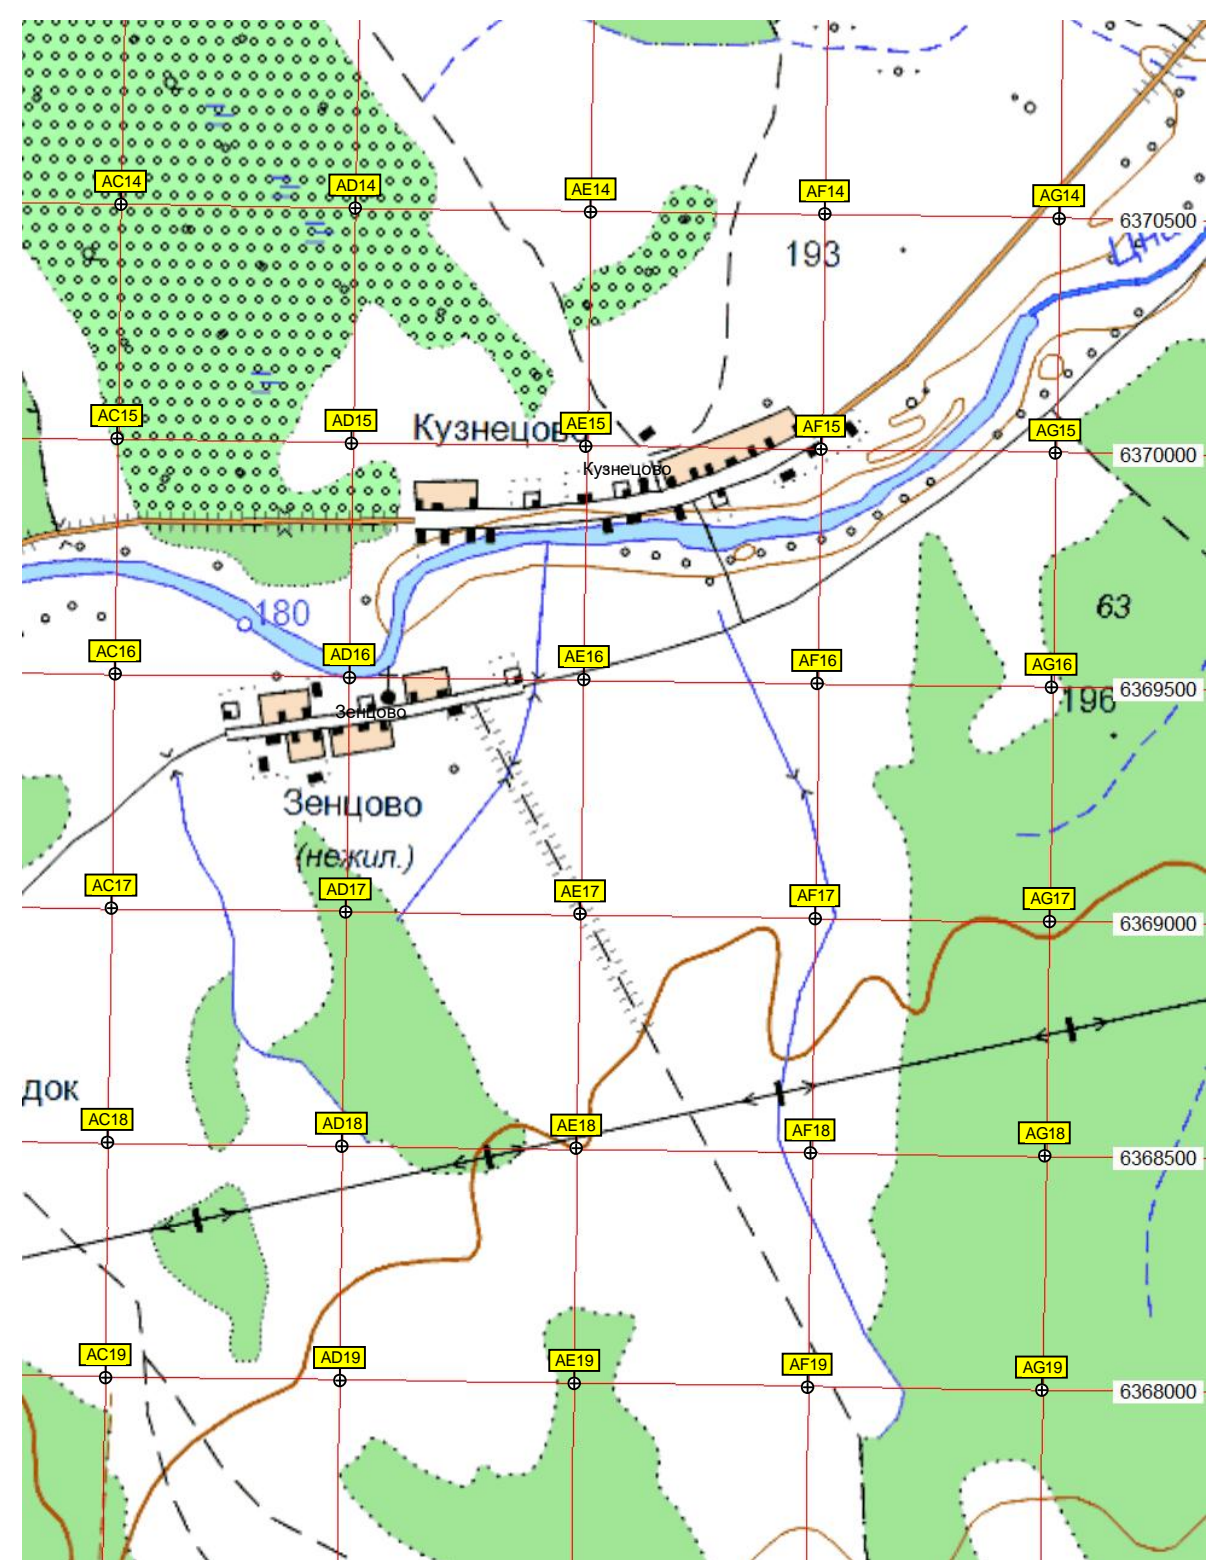 AC14
AD14
AE14
AF14
AG14
6370500
193
AC15
AD15
Кузнецово
AE15
AF15
AG15
6370000
Кузнецово
180
63
AC16
AD16
AE16
AF16
AG16
6369500
196
Зенцово
Зенцово
(нежил.)
AC17
AD17
AE17
AF17
AG17
6369000
док
AC18
AD18
AE18
AF18
AG18
6368500
AC19
AD19
AE19
AF19
AG19
6368000